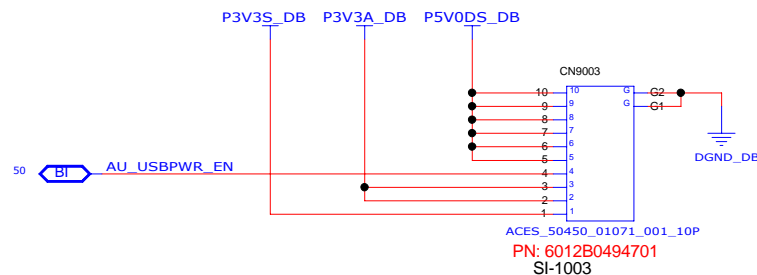 P3V3S_DB P3V3A_DB P5V0DS_DB
CN9003
10 10 G G2
9 9 G G1
8 8
7 7
6 6
5 5
DGND_DB
50 BI AU_USBPWR_EN 4 4
3 3
2 2
1 1
ACES_50450_01071_001_10P
PN: 6012B0494701
SI-1003